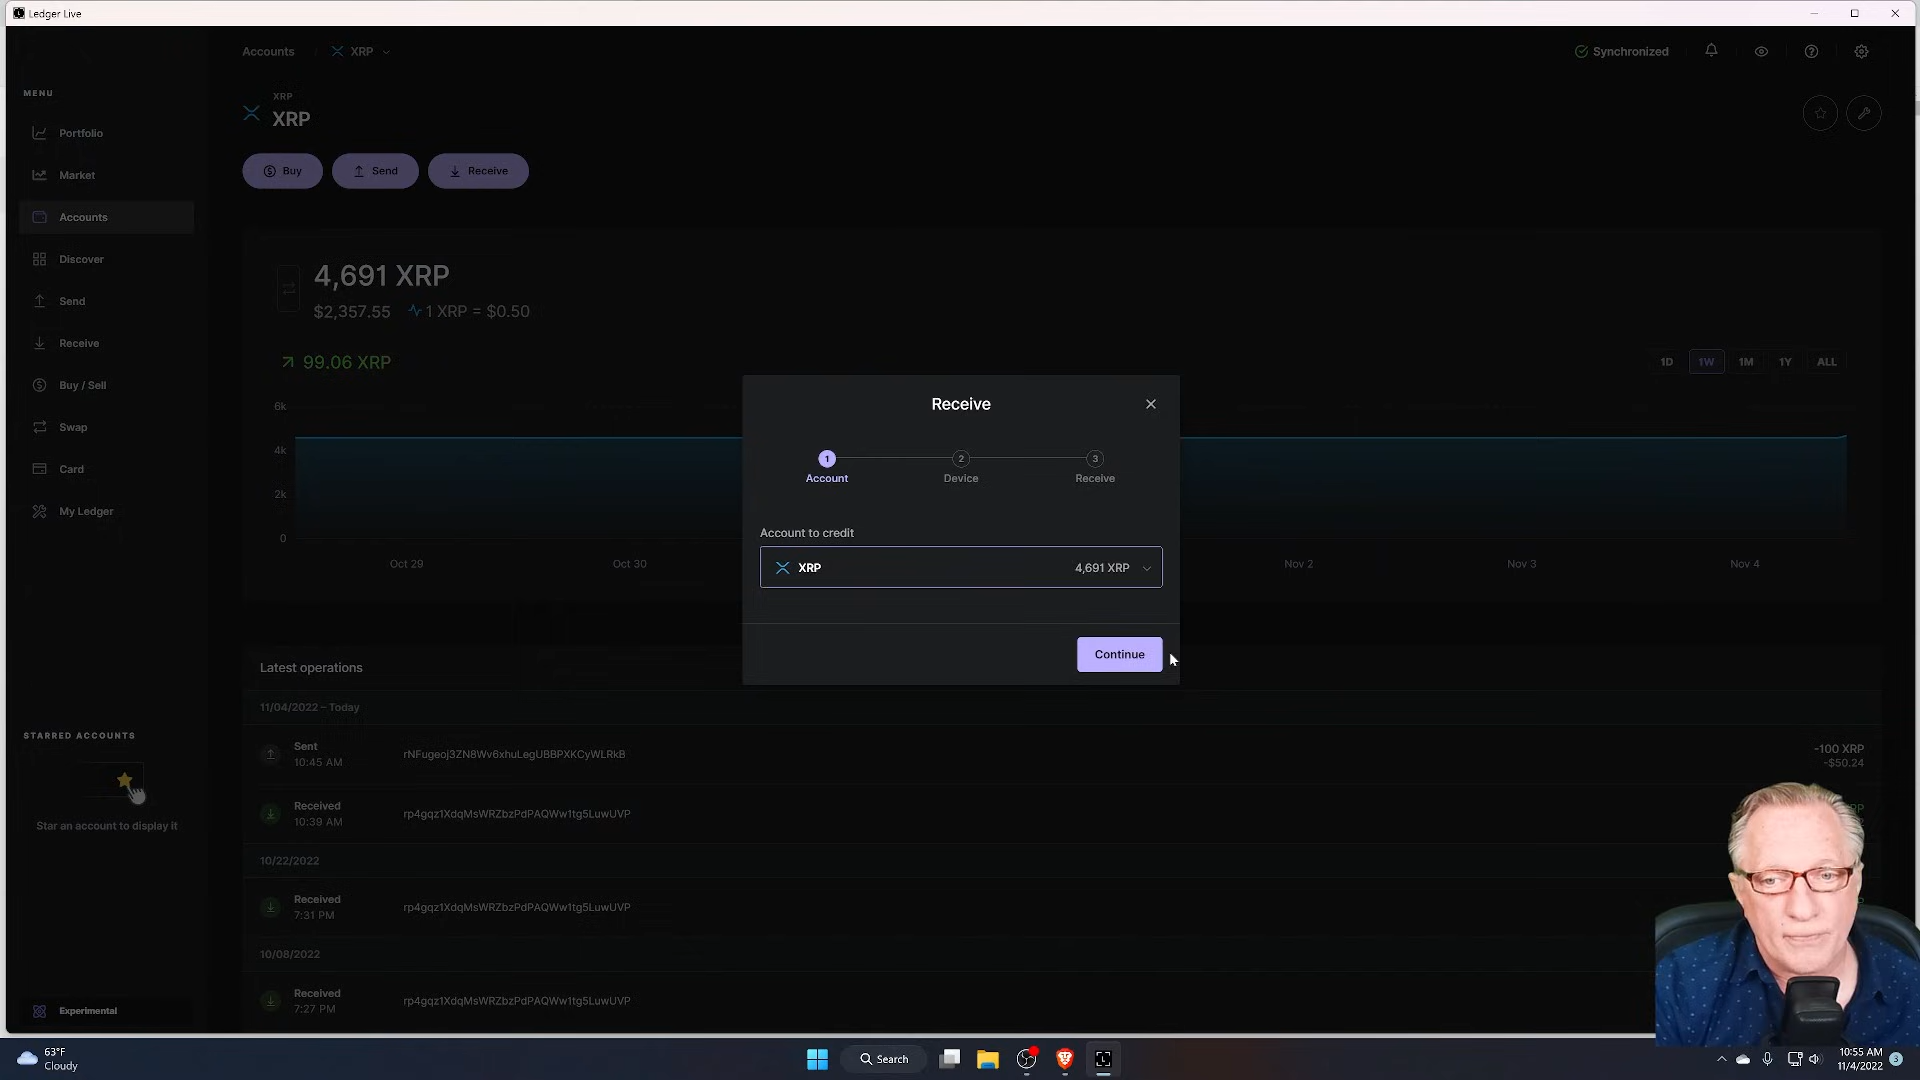 Ledger Live
Accounts / XRP
Synchronized
MENU
Portfolio
Market
Accounts
Discover
Send
Receive
Buy / Sell
Swap
Card
My Ledger
STARRED ACCOUNTS
Star an account to display it
Experimental
XRP
XRP
Buy
Send
Receive
4,691 XRP
$2,357.55
1 XRP = $0.50
99.06 XRP
1D 1W 1M 1Y ALL
6k
4k
2k
0
Oct 29
Oct 30
Nov 2
Nov 3
Nov 4
Receive
1
2
3
Account
Device
Receive
Account to credit
XRP
4,691 XRP
Continue
Latest operations
11/04/2022 – Today
Sent
10:45 AM
rNFugeoj3ZN8Wv6xhuLegUBBPXKCyWLRkB
-100 XRP
-$50.24
Received
10:39 AM
rp4gqz1XdqMsWRZbzPdPAQWw1tg5LuwUVP
10/22/2022
Received
7:31 PM
rp4gqz1XdqMsWRZbzPdPAQWw1tg5LuwUVP
10/08/2022
Received
7:27 PM
rp4gqz1XdqMsWRZbzPdPAQWw1tg5LuwUVP
63°F
Cloudy
Search
10:55 AM
11/4/2022
3